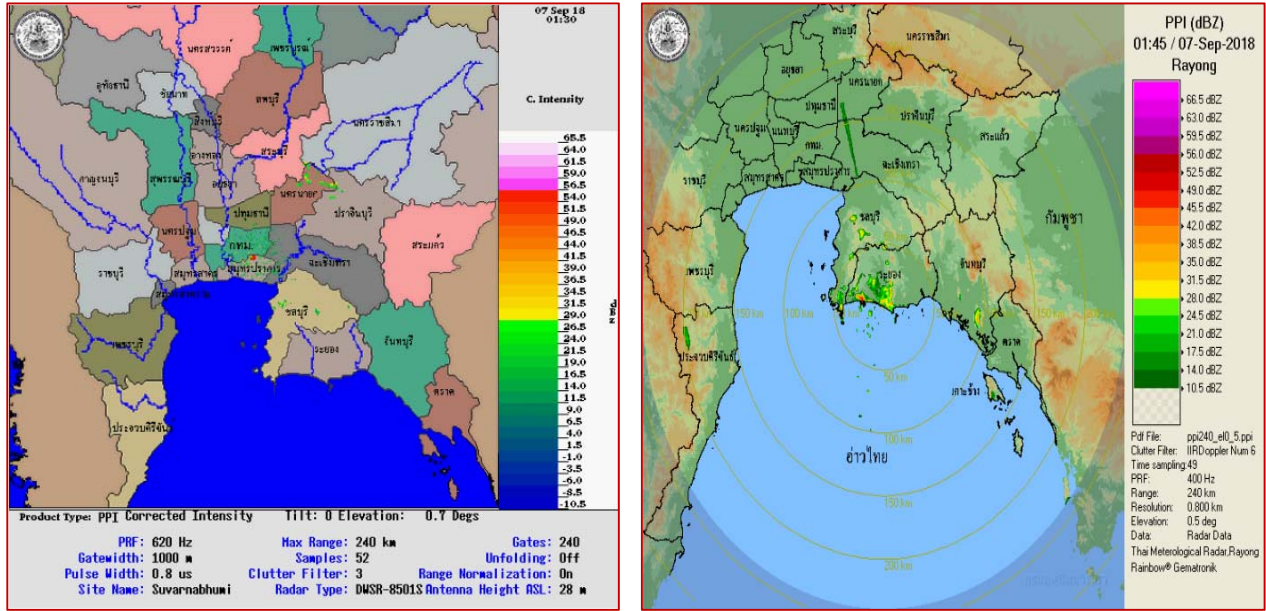 07 Sep 18
01:30
C. Intensity
65.5
64.0
61.5
59.0
56.5
54.0
51.5
49.0
46.5
44.0
41.5
39.0
36.5
34.0
31.5
29.0
26.5
24.0
21.5
19.0
16.5
14.0
11.5
9.0
6.5
4.0
1.5
-1.0
-3.5
-6.0
-8.5
-10.5
นครสวรรค์
เพชรบูรณ์
อุทัยธานี
ชัยนาท
ลพบุรี
สิงห์บุรี
นครราชสีมา
อ่างทอง
สระบุรี
กาญจนบุรี
สุพรรณบุรี
อยุธยา
นครนายก
ปราจีนบุรี
ปทุมธานี
นครปฐม
กทม.
สระแก้ว
ราชบุรี
สมุทรสาคร
สมุทรปราการ
ฉะเชิงเทรา
ชลบุรี
เพชรบุรี
ระยอง
จันทบุรี
ตราด
ประจวบคีรีขันธ์
Product Type: PPI Corrected Intensity Tilt: 0 Elevation: 0.7 Degs
PRF: 620 Hz Max Range: 240 km Gates: 240
Gatewidth: 1000 m Samples: 52 Unfolding: Off
Pulse Width: 0.8 us Clutter Filter: 3 Range Normalization: On
Site Name: Suvarnabhumi Radar Type: DWSR-8501S Antenna Height ASL: 28 m
PPI (dBZ)
01:45 / 07-Sep-2018
Rayong
66.5 dBZ
63.0 dBZ
59.5 dBZ
56.0 dBZ
52.5 dBZ
49.0 dBZ
45.5 dBZ
42.0 dBZ
38.5 dBZ
35.0 dBZ
31.5 dBZ
28.0 dBZ
24.5 dBZ
21.0 dBZ
17.5 dBZ
14.0 dBZ
10.5 dBZ
สระบุรี
นครราชสีมา
อยุธยา
นครนายก
ปทุมธานี
ปราจีนบุรี
นครปฐม
นนทบุรี
กทม.
สระแก้ว
ฉะเชิงเทรา
ราชบุรี
สมุทรสาคร
สมุทรปราการ
กัมพูชา
ชลบุรี
เพชรบุรี
ระยอง
จันทบุรี
150 km
100 km
50 km
150 km
ประจวบคีรีขันธ์
ตราด
50 km
เกาะช้าง
100 km
อ่าวไทย
150 km
200 km
Pdf File: ppi240_el0_5.ppi
Clutter Filter: IIRDoppler Num 6
Time sampling:49
PRF: 400 Hz
Range: 240 km
Resolution: 0.800 km
Elevation: 0.5 deg
Data: Radar Data
Thai Meterological Radar,Rayong
Rainbow® Gematronik